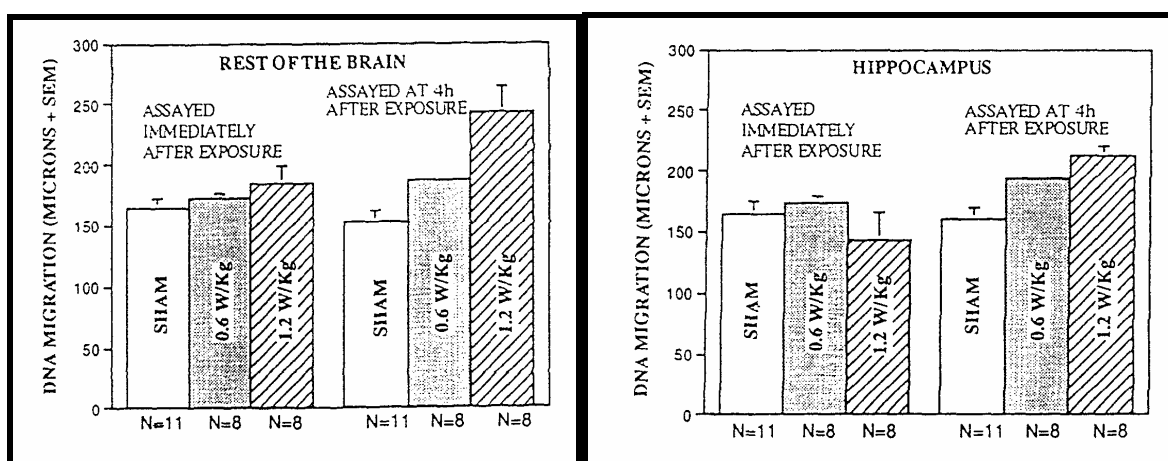 DNA MIGRATION (MICRONS + SEM)
300
250
200
150
100
50
0
REST OF THE BRAIN
ASSAYED
IMMEDIATELY
AFTER EXPOSURE
ASSAYED AT 4h
AFTER EXPOSURE
SHAM
0.6 W/Kg
1.2 W/Kg
SHAM
0.6 W/Kg
1.2 W/Kg
N=11 N=8 N=8 N=11 N=8 N=8
DNA MIGRATION (MICRONS + SEM)
300
250
200
150
100
50
0
HIPPOCAMPUS
ASSAYED
IMMEDIATELY
AFTER EXPOSURE
ASSAYED AT 4h
AFTER EXPOSURE
SHAM
0.6 W/Kg
1.2 W/Kg
SHAM
0.6 W/Kg
1.2 W/Kg
N=11 N=8 N=8 N=11 N=8 N=8